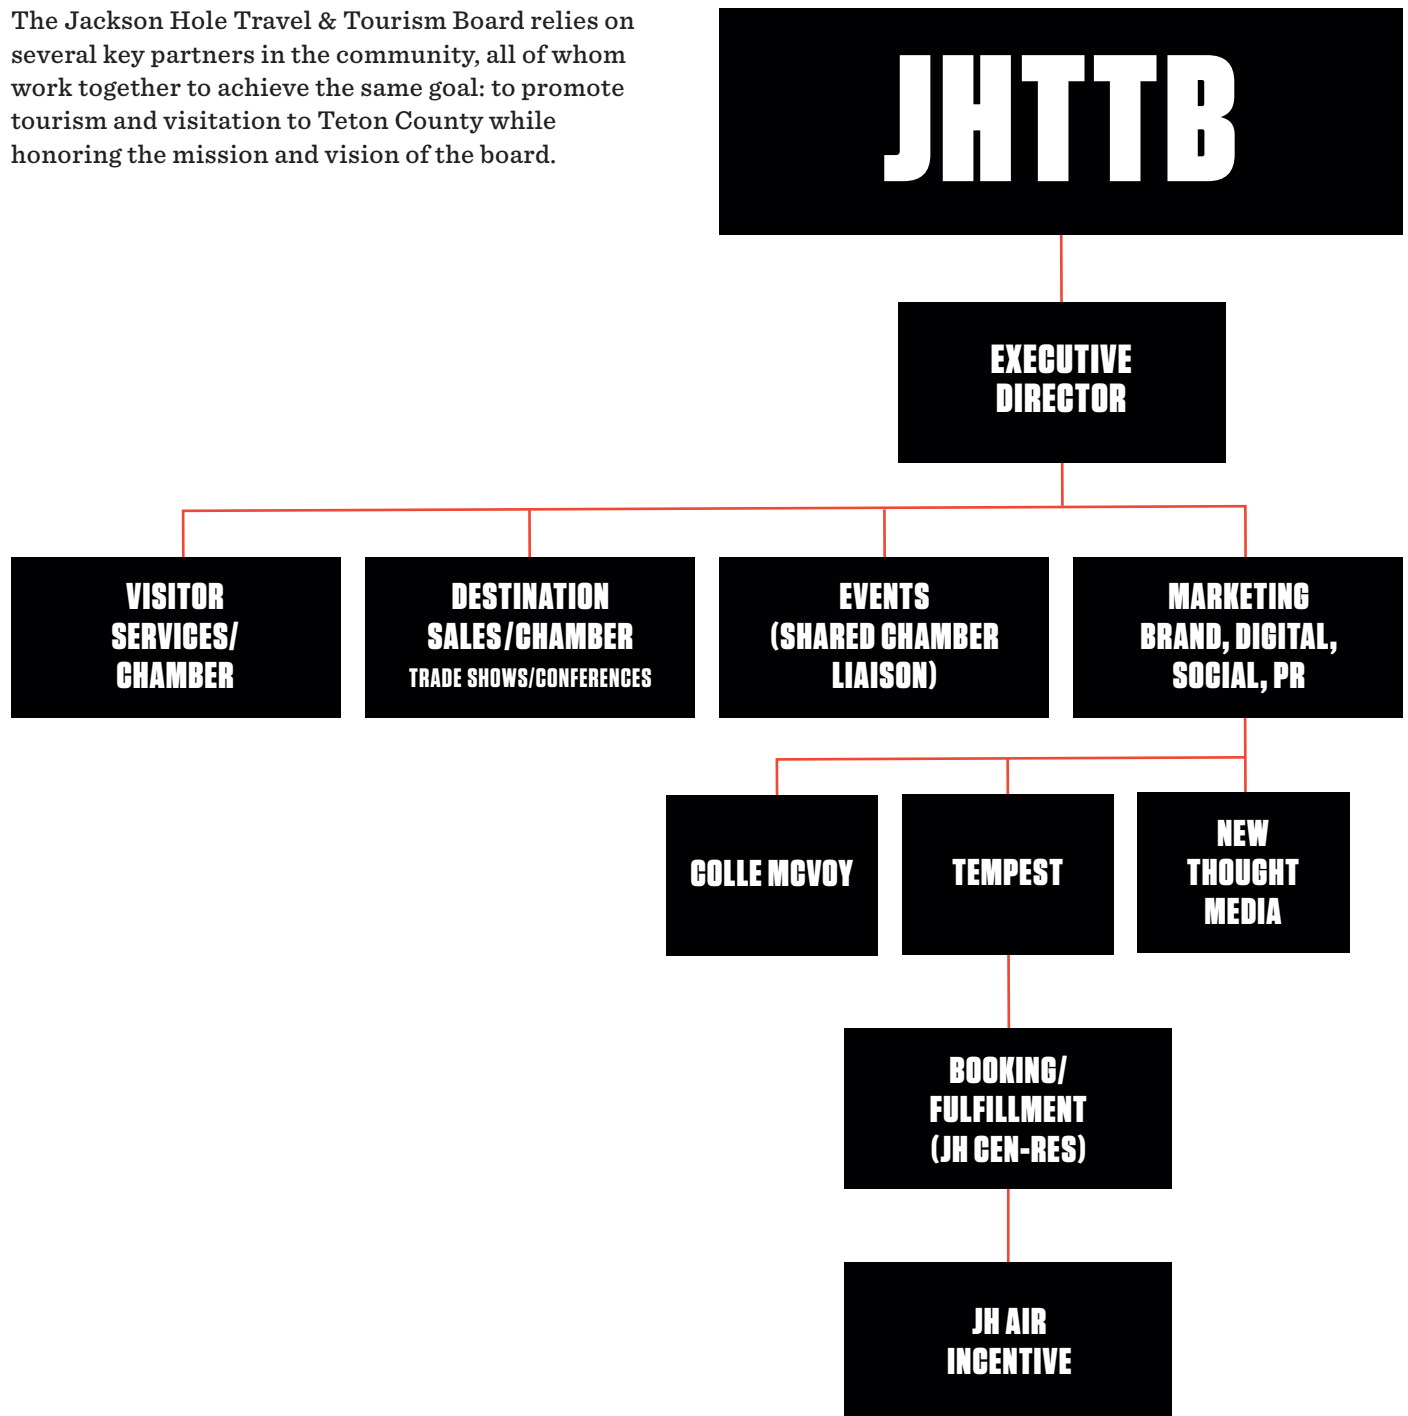 The Jackson Hole Travel & Tourism Board relies on
several key partners in the community, all of whom
work together to achieve the same goal: to promote
tourism and visitation to Teton County while
honoring the mission and vision of the board.
JHTTB
EXECUTIVE
DIRECTOR
VISITOR
SERVICES/
CHAMBER
DESTINATION
SALES/CHAMBER
TRADE SHOWS/CONFERENCES
EVENTS
(SHARED CHAMBER
LIAISON)
MARKETING
BRAND, DIGITAL,
SOCIAL, PR
COLLE MCVOY
TEMPEST
NEW
THOUGHT
MEDIA
BOOKING/
FULFILLMENT
(JH CEN-RES)
JH AIR
INCENTIVE